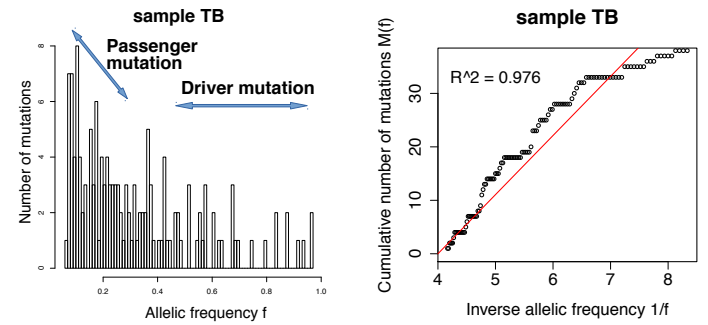 sample TB
Passenger
mutation
Driver mutation
Number of mutations
0
2
4
6
8
0.2
0.4
0.6
0.8
1.0
Allelic frequency f
sample TB
R^2 = 0.976
Cumulative number of mutations M(f)
0
10
20
30
4
5
6
7
8
Inverse allelic frequency 1/f